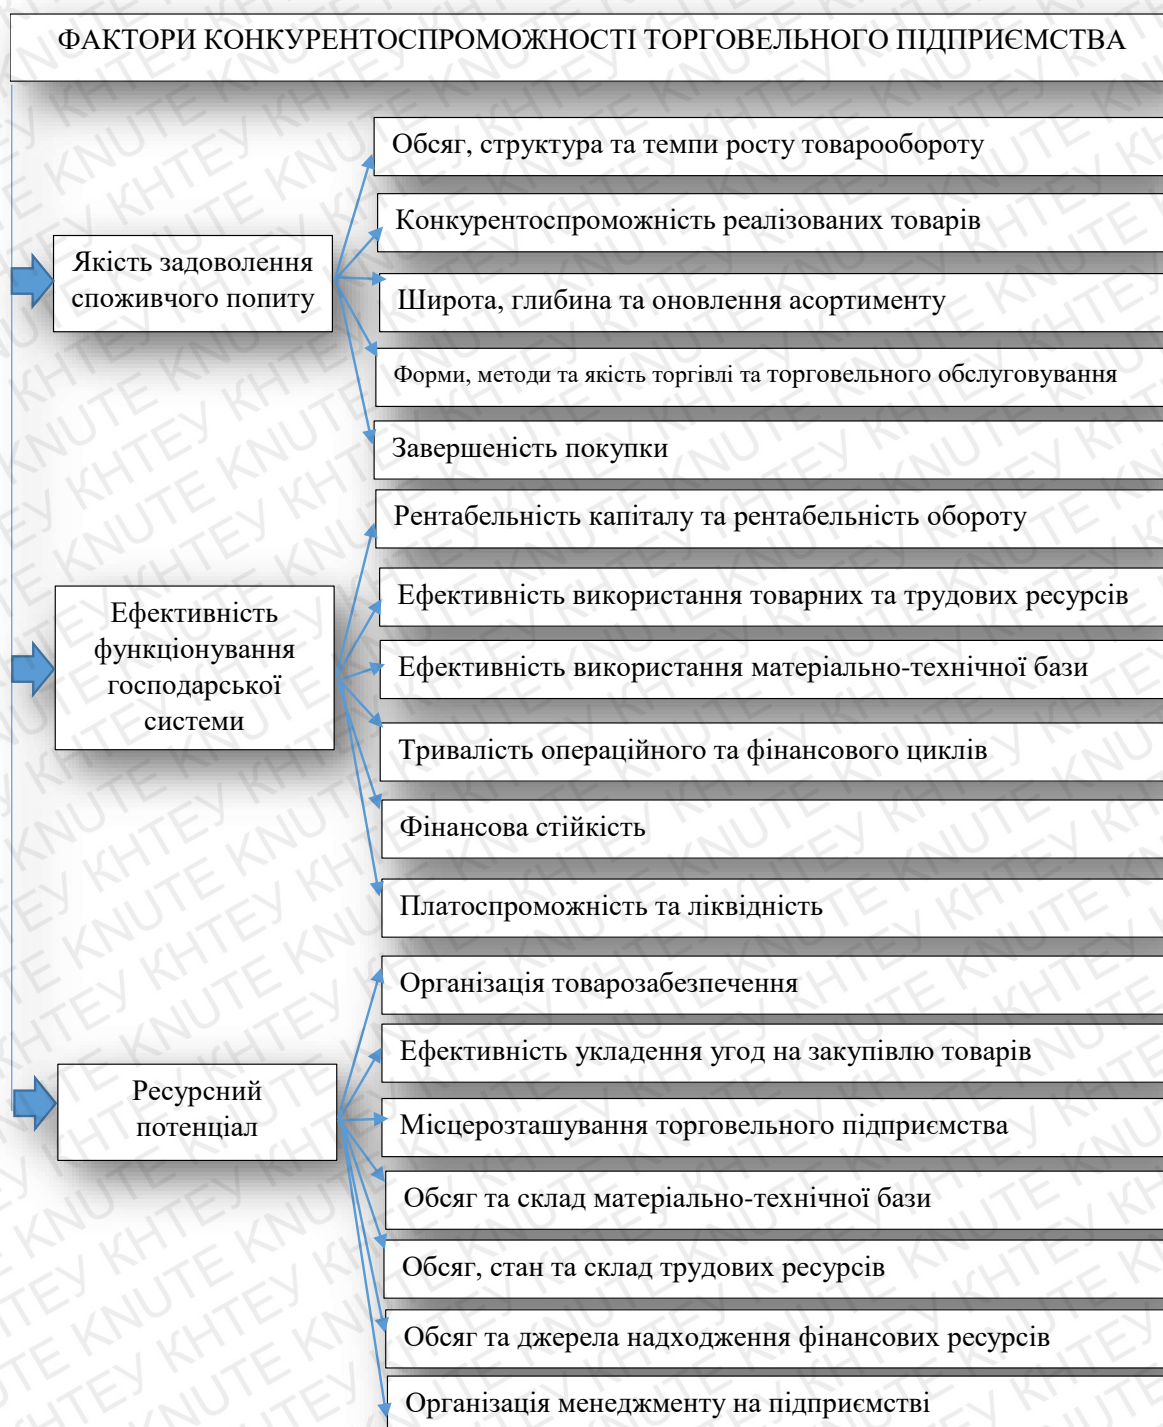 ФАКТОРИ КОНКУРЕНТОСПРОМОЖНОСТІ ТОРГОВЕЛЬНОГО ПІДПРИЄМСТВА
Якість задоволення
споживчого попиту
Обсяг, структура та темпи росту товарообороту
Конкурентоспроможність реалізованих товарів
Широта, глибина та оновлення асортименту
Форми, методи та якість торгівлі та торговельного обслуговування
Завершеність покупки
Ефективність
функціонування
господарської
системи
Рентабельність капіталу та рентабельність обороту
Ефективність використання товарних та трудових ресурсів
Ефективність використання матеріально-технічної бази
Тривалість операційного та фінансового циклів
Фінансова стійкість
Платоспроможність та ліквідність
Ресурсний
потенціал
Організація товарозабезпечення
Ефективність укладення угод на закупівлю товарів
Місцерозташування торговельного підприємства
Обсяг та склад матеріально-технічної бази
Обсяг, стан та склад трудових ресурсів
Обсяг та джерела надходження фінансових ресурсів
Організація менеджменту на підприємстві